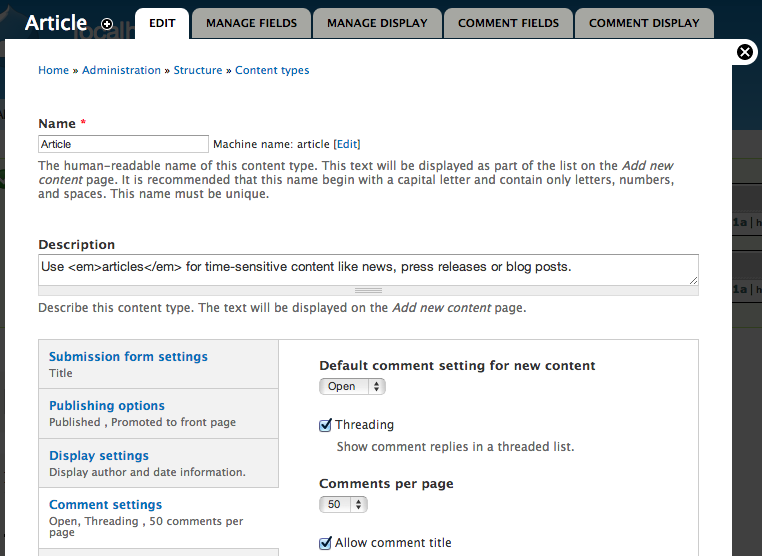 Article
EDIT
MANAGE FIELDS
MANAGE DISPLAY
COMMENT FIELDS
COMMENT DISPLAY
Home » Administration » Structure » Content types
Name *
Article Machine name: article [Edit]
The human-readable name of this content type. This text will be displayed as part of the list on the Add new
content page. It is recommended that this name begin with a capital letter and contain only letters, numbers,
and spaces. This name must be unique.
Description
Use <em>articles</em> for time-sensitive content like news, press releases or blog posts.
Describe this content type. The text will be displayed on the Add new content page.
Submission form settings
Title
Publishing options
Published , Promoted to front page
Display settings
Display author and date information.
Comment settings
Open, Threading , 50 comments per
page
Default comment setting for new content
Open
Threading
Show comment replies in a threaded list.
Comments per page
50
Allow comment title